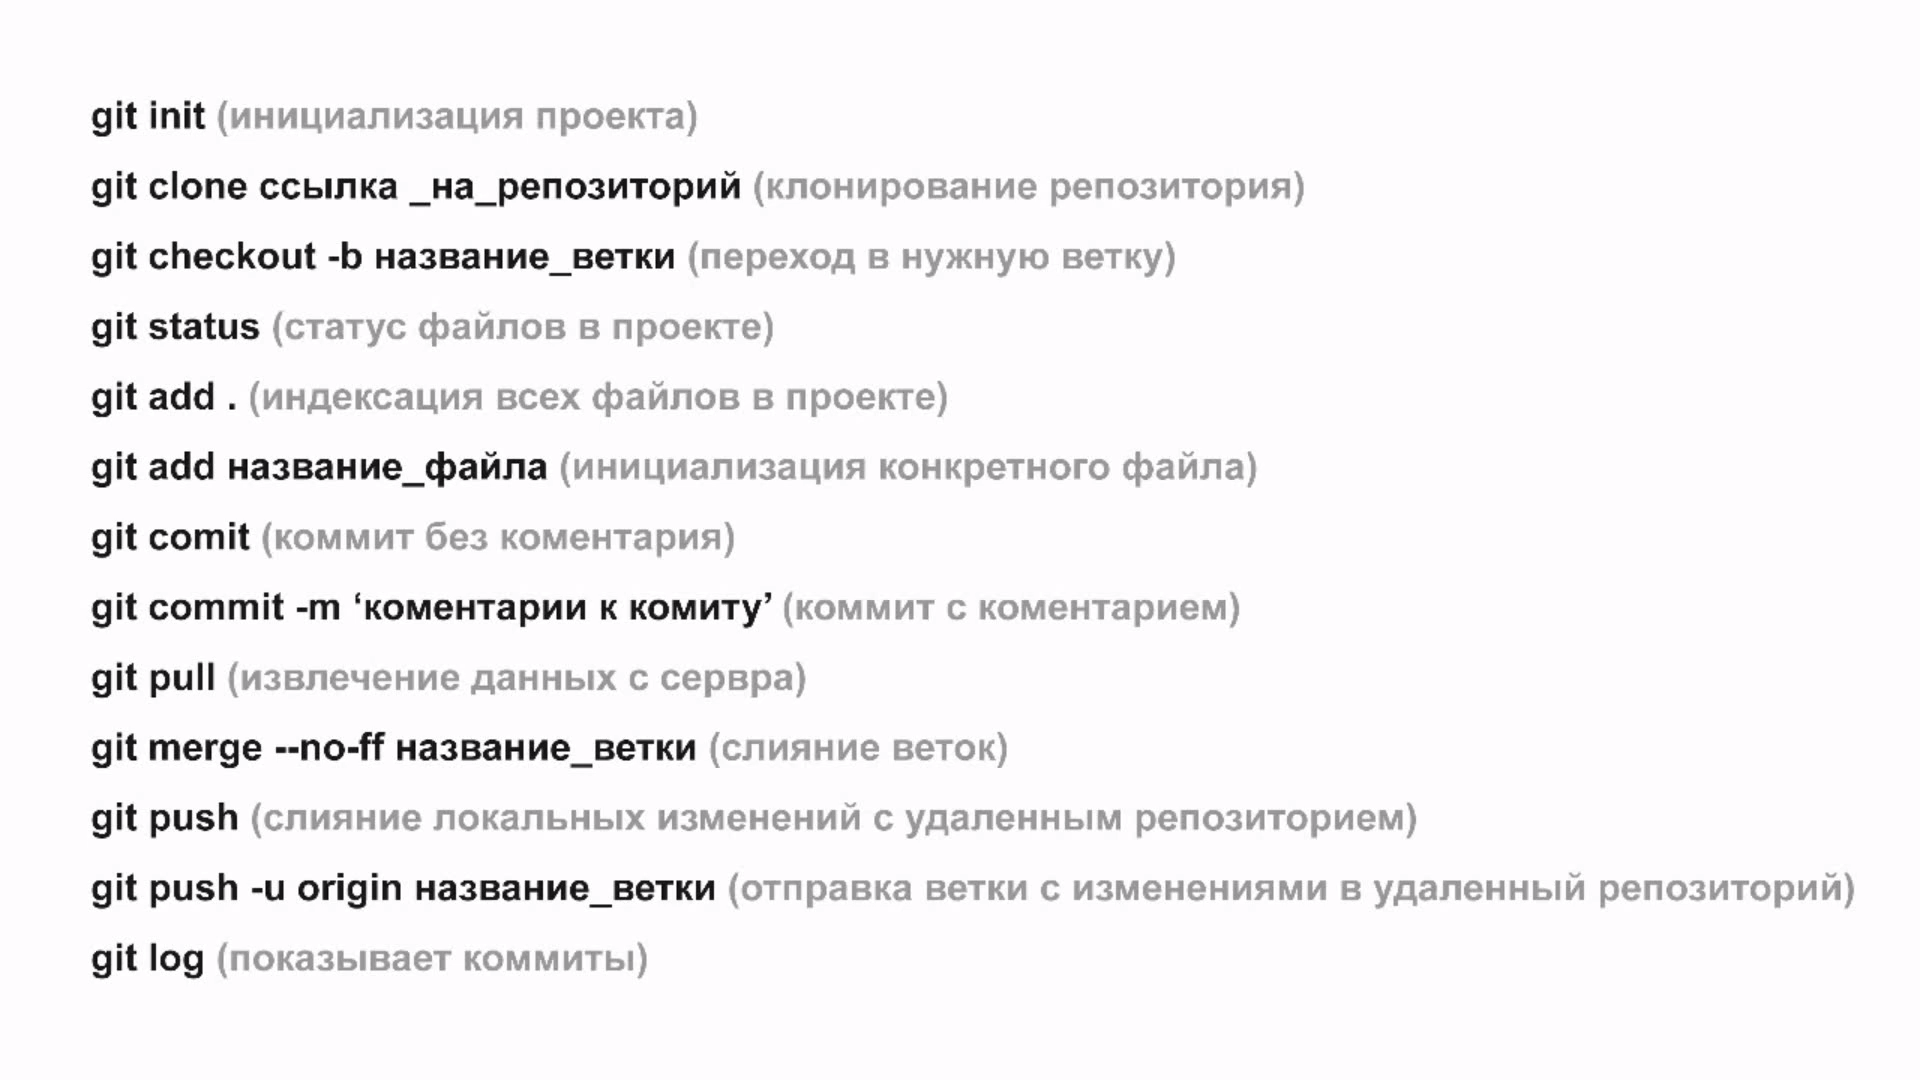 git init (инициализация проекта)
git clone ссылка _на_репозиторий (клонирование репозитория)
git checkout -b название_ветки (переход в нужную ветку)
git status (статус файлов в проекте)
git add . (индексация всех файлов в проекте)
git add название_файла (инициализация конкретного файла)
git comit (коммит без коментария)
git commit -m ‘коментарии к комиту’ (коммит с коментарием)
git pull (извлечение данных с сервра)
git merge --no-ff название_ветки (слияние веток)
git push (слияние локальных изменений с удаленным репозиторием)
git push -u origin название_ветки (отправка ветки с изменениями в удаленный репозиторий)
git log (показывает коммиты)